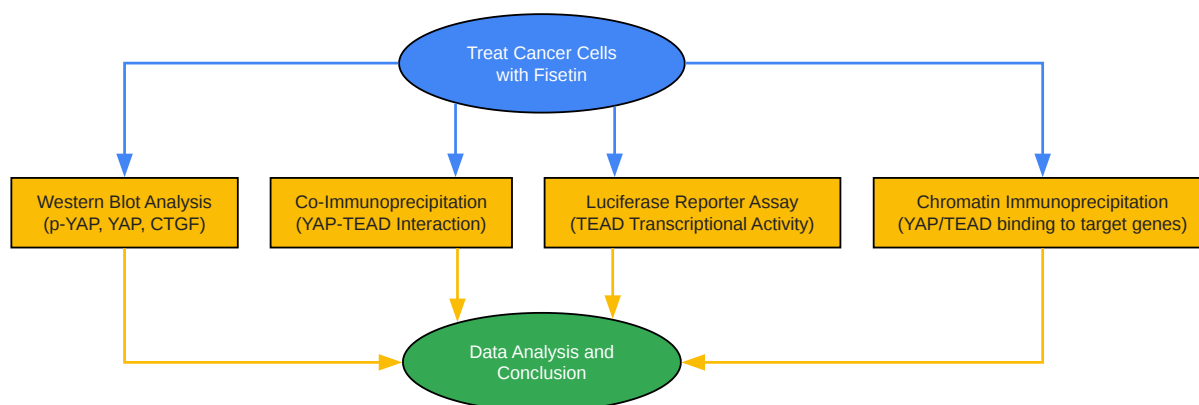 Treat Cancer Cells
with Fisetin
Western Blot Analysis
(p-YAP, YAP, CTGF)
Co-Immunoprecipitation
(YAP-TEAD Interaction)
Luciferase Reporter Assay
(TEAD Transcriptional Activity)
Chromatin Immunoprecipitation
(YAP/TEAD binding to target genes)
Data Analysis and
Conclusion